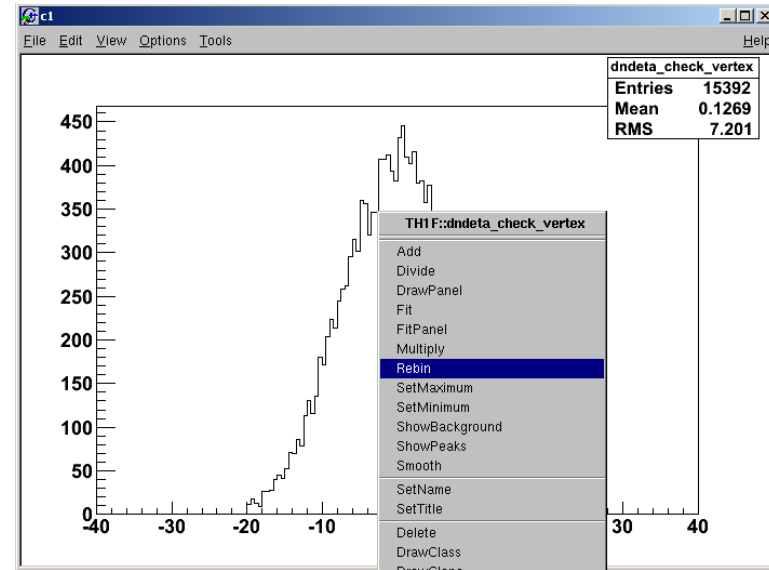 c1
File Edit View Options Tools Help
dndeta_check_vertex
Entries 15392
Mean 0.1269
RMS 7.201
450
400
350
300
250
200
150
100
50
0
-40 -30 -20 -10 30 40
TH1F::dndeta_check_vertex
Add
Divide
DrawPanel
Fit
FitPanel
Multiply
Rebin
SetMaximum
SetMinimum
ShowBackground
ShowPeaks
Smooth
SetName
SetTitle
Delete
DrawClass
DrawClone